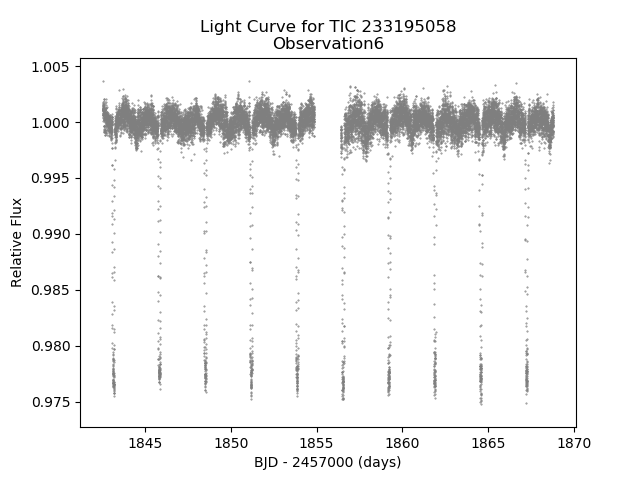 Light Curve for TIC 233195058
Observation6
1.005
1.000
0.995
0.990
0.985
0.980
0.975
Relative Flux
1845 1850 1855 1860 1865 1870
BJD - 2457000 (days)